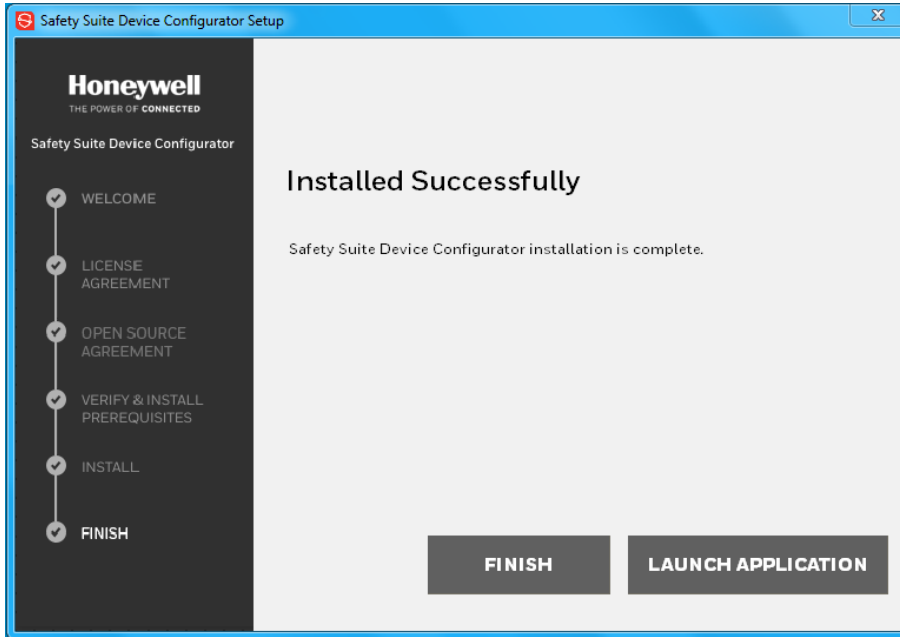 Safety Suite Device Configurator Setup
Honeywell
THE POWER OF CONNECTED
Safety Suite Device Configurator
WELCOME
LICENSE
AGREEMENT
OPEN SOURCE
AGREEMENT
VERIFY & INSTALL
PREREQUISITES
INSTALL
FINISH
Installed Successfully
Safety Suite Device Configurator installation is complete.
FINISH
LAUNCH APPLICATION